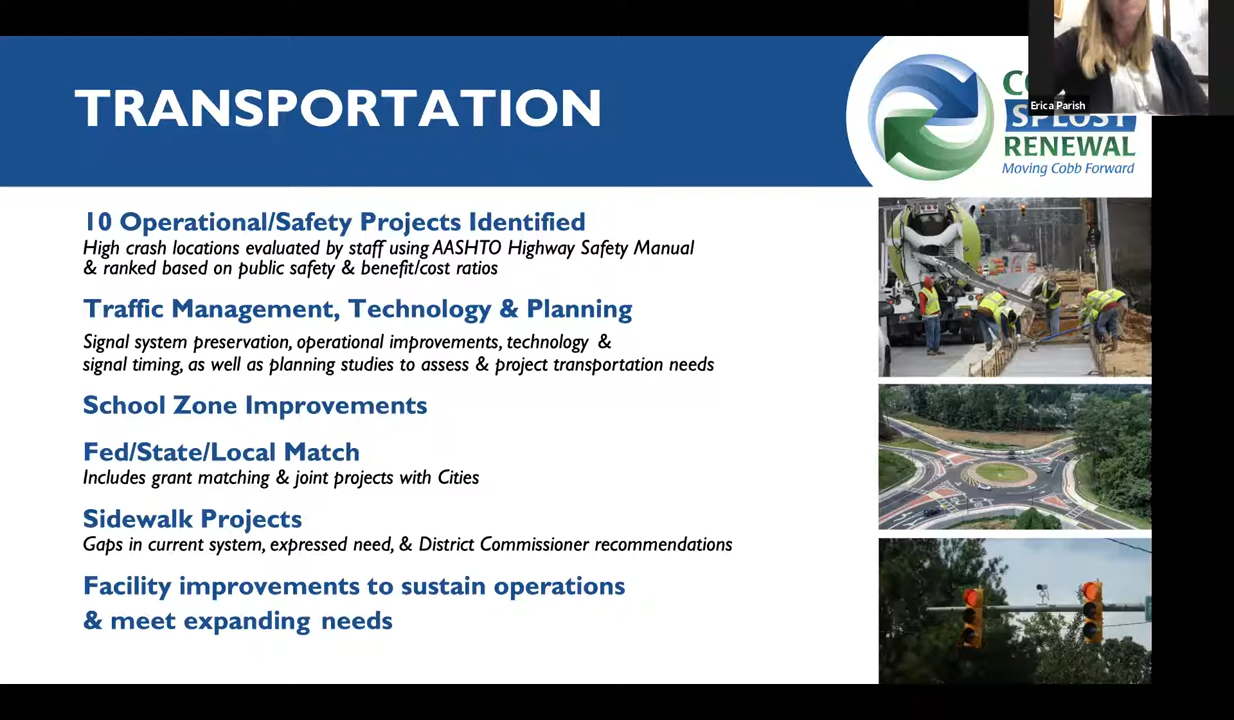 TRANSPORTATION
Erica Parish
SPLOST
RENEWAL
Moving Cobb Forward
10 Operational/Safety Projects Identified
High crash locations evaluated by staff using AASHTO Highway Safety Manual
& ranked based on public safety & benefit/cost ratios
Traffic Management, Technology & Planning
Signal system preservation, operational improvements, technology &
signal timing, as well as planning studies to assess & project transportation needs
School Zone Improvements
Fed/State/Local Match
Includes grant matching & joint projects with Cities
Sidewalk Projects
Gaps in current system, expressed need, & District Commissioner recommendations
Facility improvements to sustain operations
& meet expanding needs